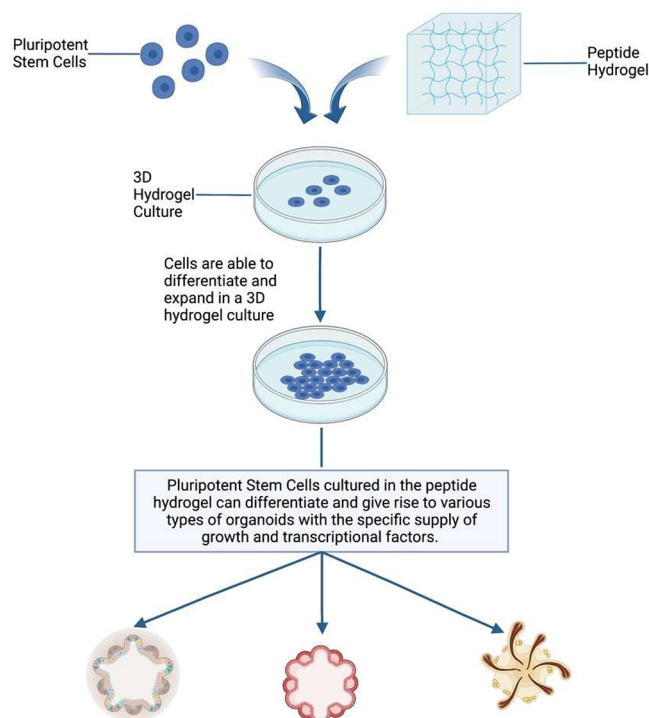 Pluripotent
Stem Cells
Peptide
Hydrogel
3D
Hydrogel
Culture
Cells are able to
differentiate and
expand in a 3D
hydrogel culture
Pluripotent Stem Cells cultured in the peptide
hydrogel can differentiate and give rise to various
types of organoids with the specific supply of
growth and transcriptional factors.